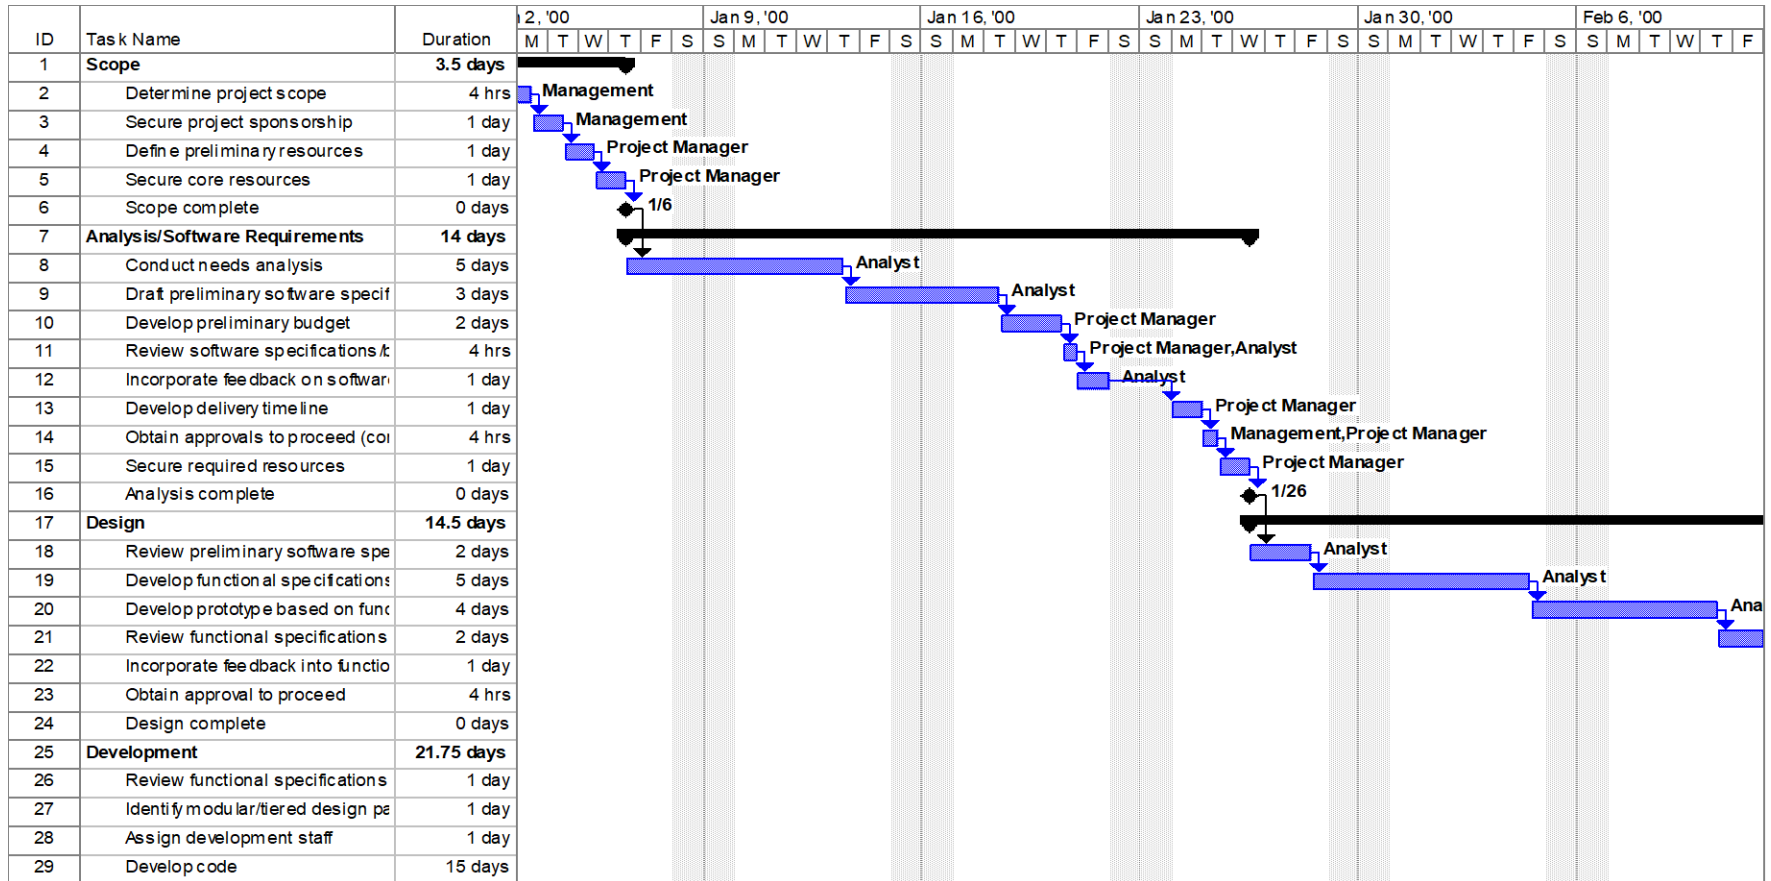 2, '00 Jan 9, '00 Jan 16, '00 Jan 23, '00 Jan 30, '00 Feb 6, '00
ID Task Name Duration M T W T F S S M T W T F S S M T W T F S S M T W T F S S M T W T F S S M T W T F
1 Scope 3.5 days
2 Determine project scope 4 hrs Management
3 Secure project sponsorship 1 day Management
4 Define preliminary resources 1 day Project Manager
5 Secure core resources 1 day Project Manager
6 Scope complete 0 days 1/6
7 Analysis/Software Requirements 14 days
8 Conduct needs analysis 5 days Analyst
9 Draft preliminary software specif 3 days Analyst
10 Develop preliminary budget 2 days Project Manager
11 Review software specifications/b 4 hrs Project Manager,Analyst
12 Incorporate feedback on software 1 day Analyst
13 Develop delivery timeline 1 day Project Manager
14 Obtain approvals to proceed (con 4 hrs Management,Project Manager
15 Secure required resources 1 day Project Manager
16 Analysis complete 0 days 1/26
17 Design 14.5 days
18 Review preliminary software spe 2 days Analyst
19 Develop functional specifications 5 days Analyst
20 Develop prototype based on func 4 days Ana
21 Review functional specifications 2 days
22 Incorporate feedback into functio 1 day
23 Obtain approval to proceed 4 hrs
24 Design complete 0 days
25 Development 21.75 days
26 Review functional specifications 1 day
27 Identify modular/tiered design pa 1 day
28 Assign development staff 1 day
29 Develop code 15 days